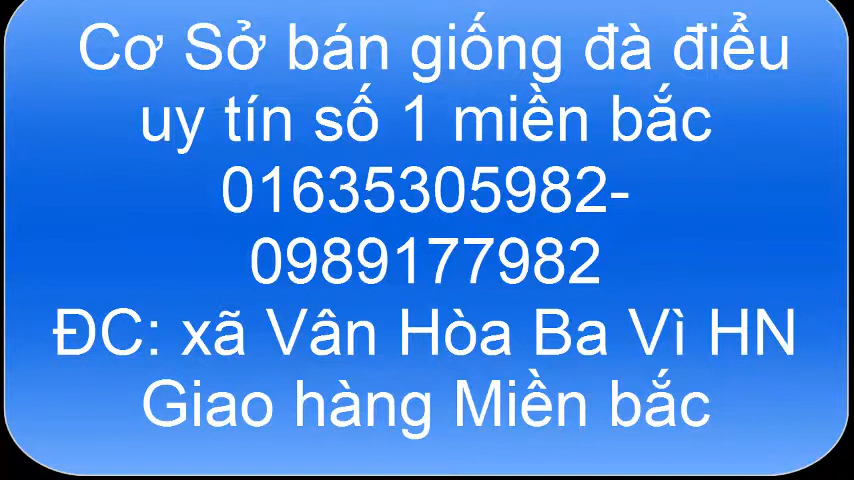 Cơ Sở bán giống đà điểu
uy tín số 1 miền bắc
01635305982-
0989177982
ĐC: xã Vân Hòa Ba Vì HN
Giao hàng Miền bắc